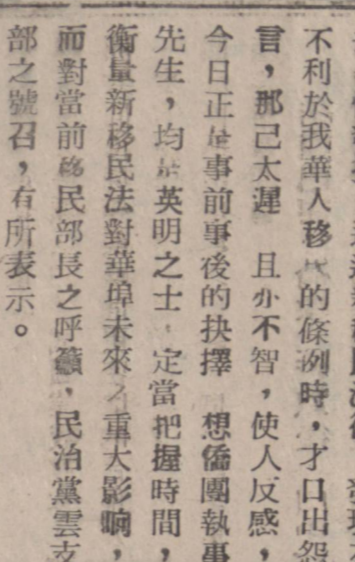 不利於我華人移的條例時，才口出怨
言，那已太遲 且亦不智，使人反感，
今日正是事前事後的抉擇 想僑團執事
先生，均於英明之士，定當把握時間，
衡量新移民法對華埠未來之重大影响，
而對當前移民部長之呼籲，民治黨雲支
部之號召，有所表示。